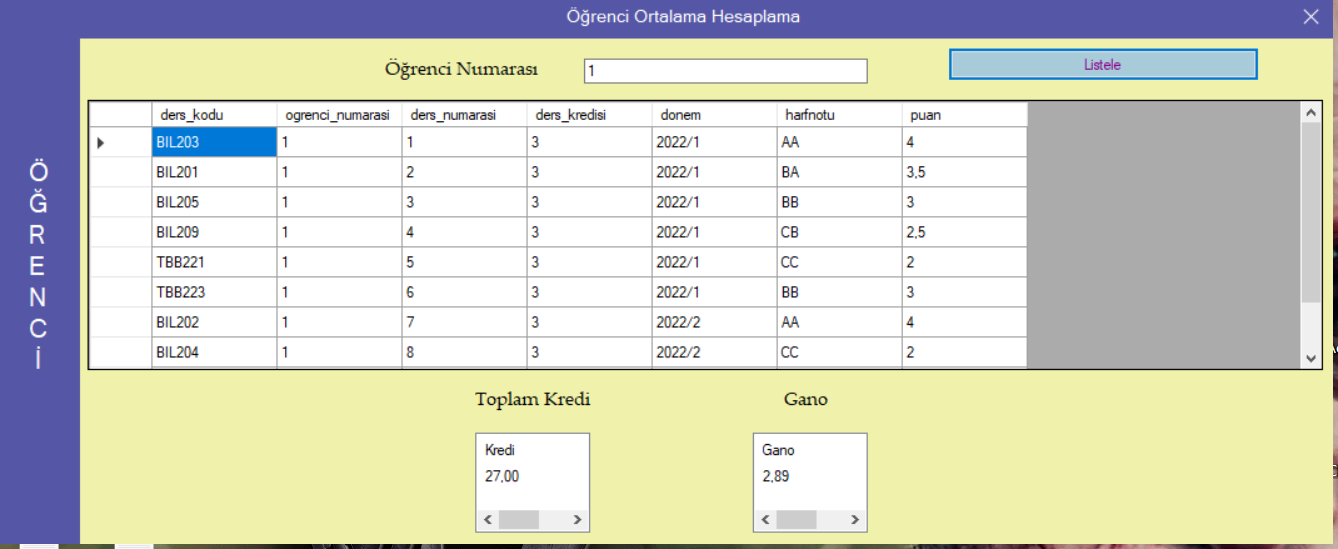 Öğrenci Ortalama Hesaplama
ÖĞRENCİ
Öğrenci Numarası 1 Listele
ders_kodu ogrenci_numarasi ders_numarasi ders_kredisi donem harfnotu puan
BIL203 1 1 3 2022/1 AA 4
BIL201 1 2 3 2022/1 BA 3,5
BIL205 1 3 3 2022/1 BB 3
BIL209 1 4 3 2022/1 CB 2,5
TBB221 1 5 3 2022/1 CC 2
TBB223 1 6 3 2022/1 BB 3
BIL202 1 7 3 2022/2 AA 4
BIL204 1 8 3 2022/2 CC 2
Toplam Kredi Gano
Kredi Gano
27,00 2,89